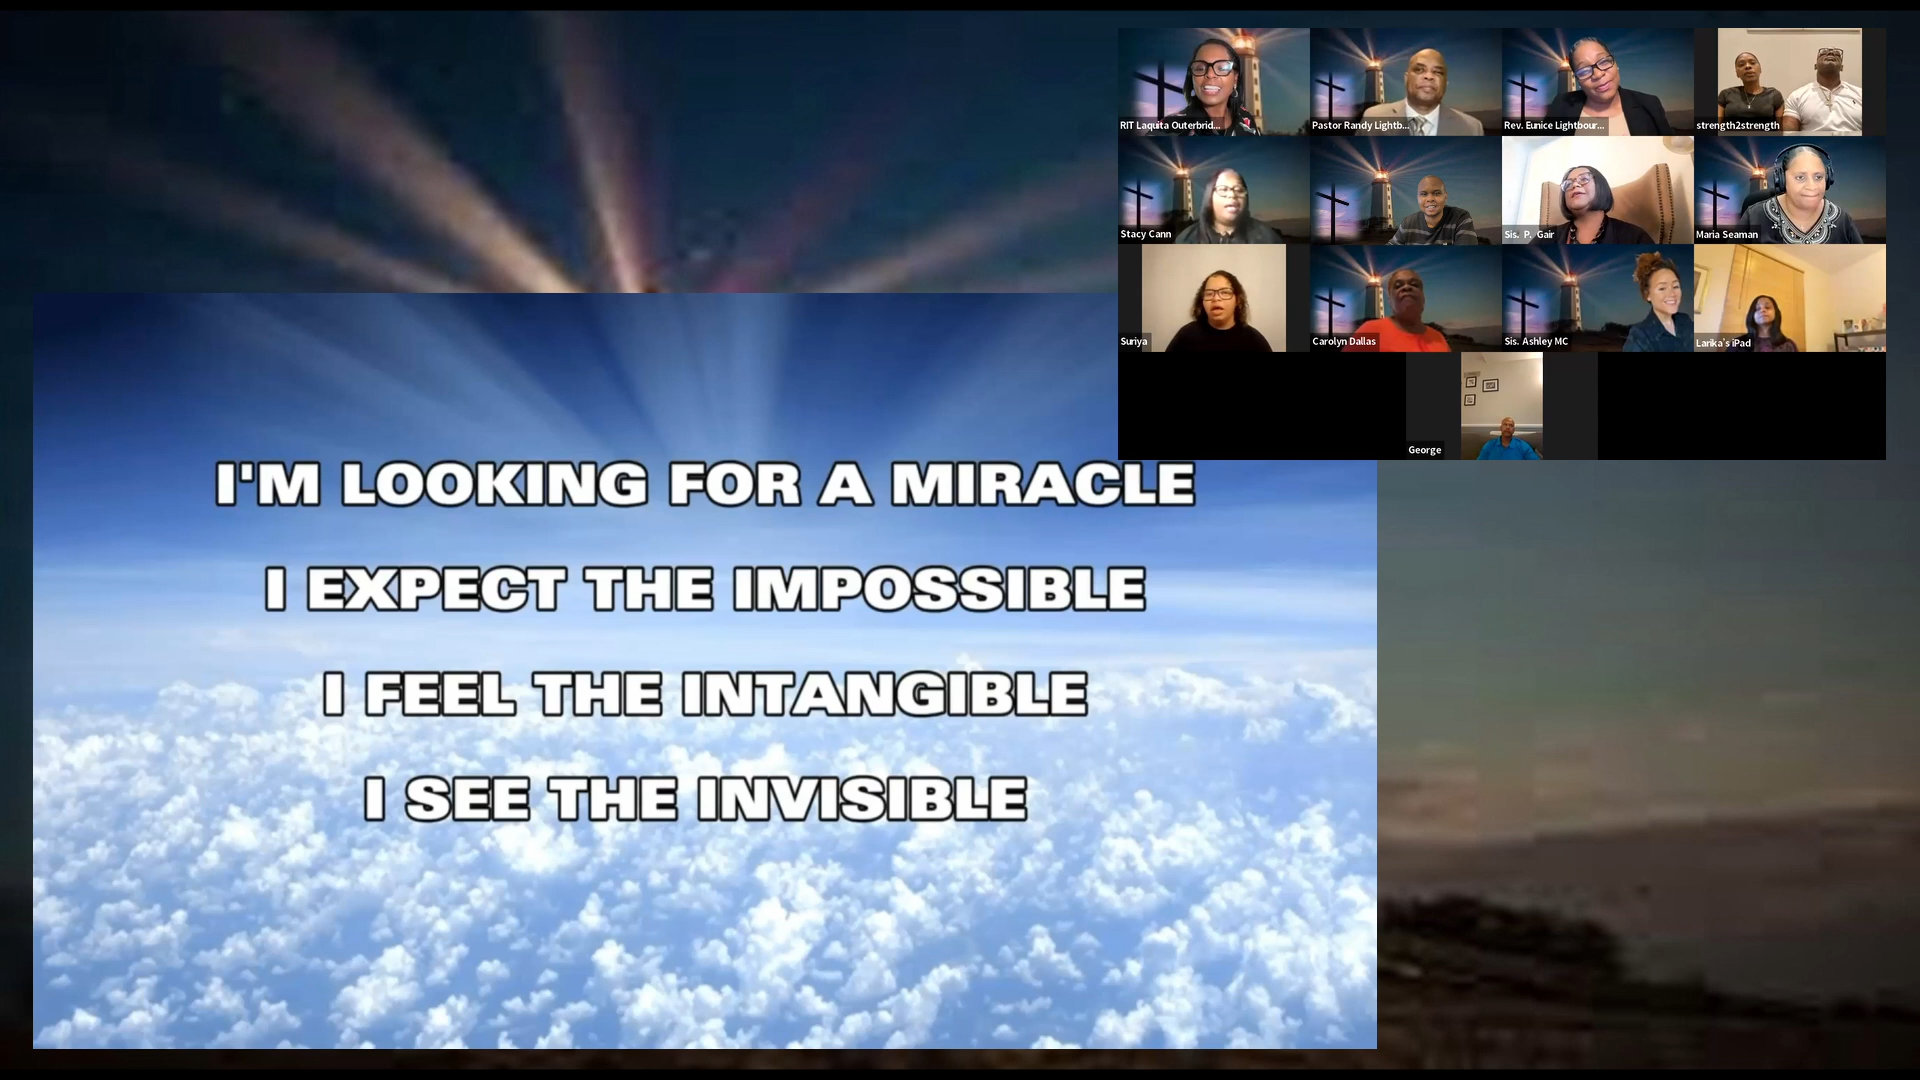 RIT Laquita Outerbrid...
Pastor Randy Lightb...
Rev. Eunice Lightbour...
strength2strength
Stacy Cann
Sis. P. Gair
Maria Seaman
Suriya
Carolyn Dallas
Sis. Ashley MC
Larika's iPad
George
I'M LOOKING FOR A MIRACLE
I EXPECT THE IMPOSSIBLE
I FEEL THE INTANGIBLE
I SEE THE INVISIBLE